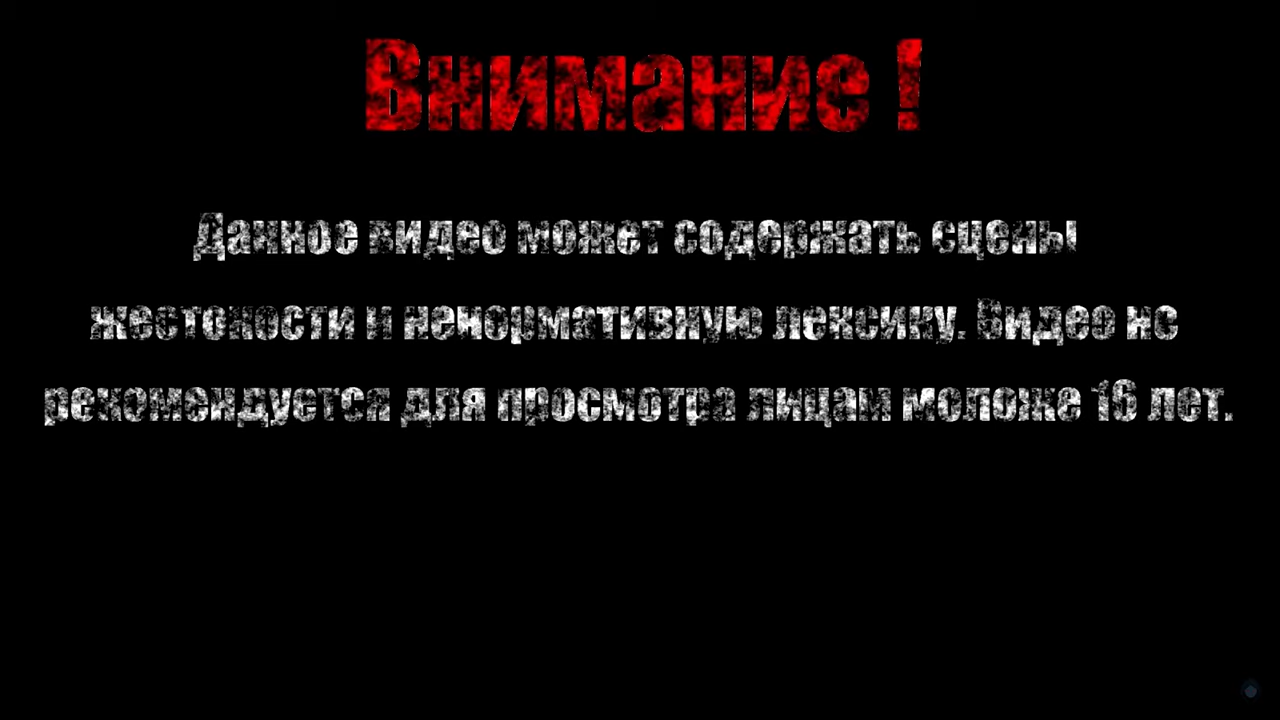 Внимание !
Данное видео может содержать сцены
жестокости и ненормативную лексику. Видео не
рекомендуется для просмотра лицам моложе 16 лет.